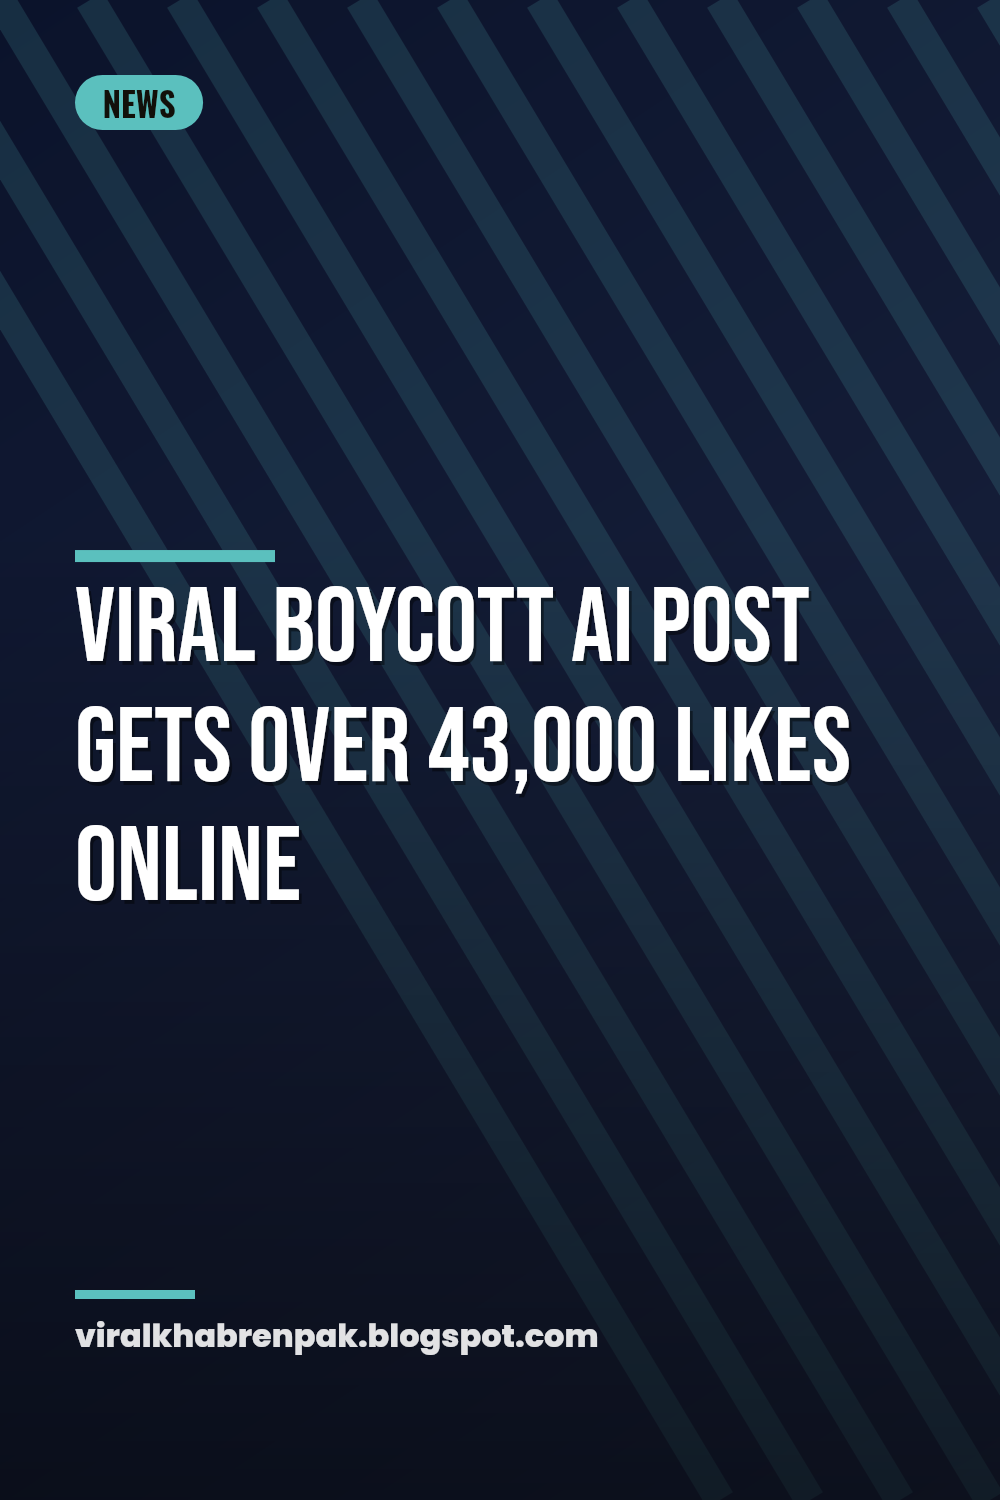 NEWS
VIRAL BOYCOTT AI POST
GETS OVER 43,000 LIKES
ONLINE
viralkhabrenpak.blogspot.com